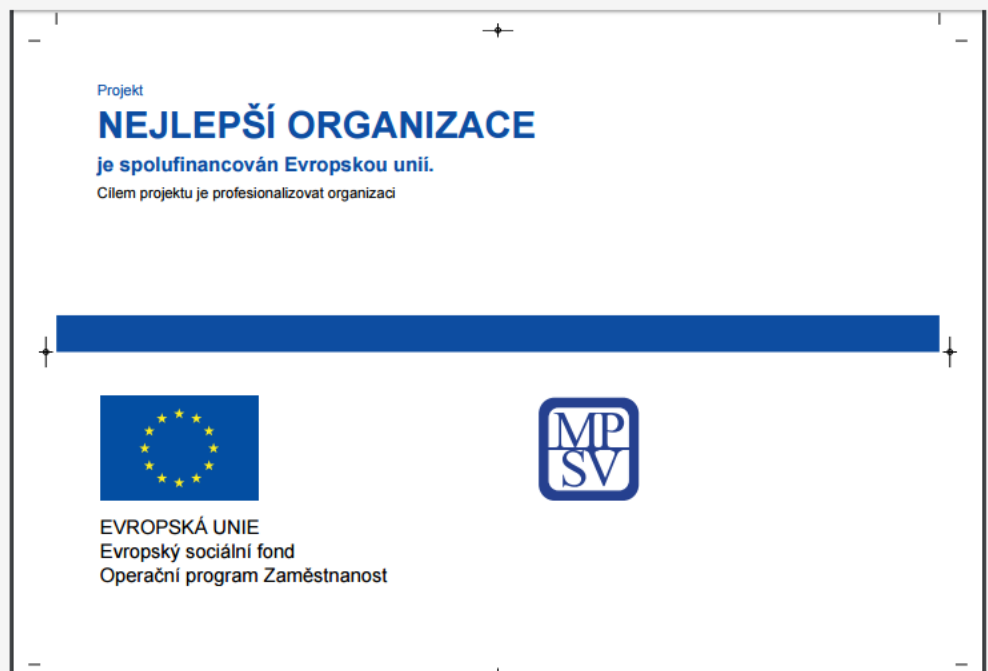 Projekt
NEJLEPŠÍ ORGANIZACE
je spolufinancován Evropskou unií.
Cílem projektu je profesionalizovat organizaci
MP
SV
EVROPSKÁ UNIE
Evropský sociální fond
Operační program Zaměstnanost